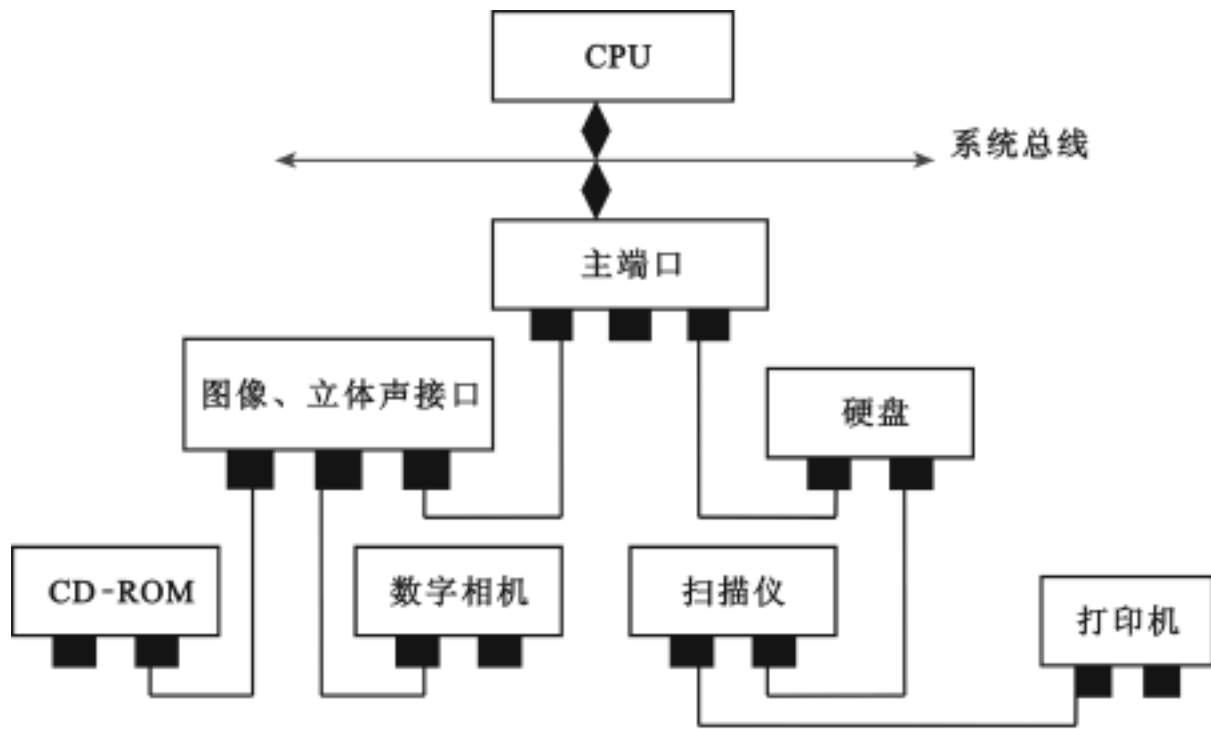 CPU
系统总线
主端口
图像、立体声接口
硬盘
CD-ROM
数字相机
扫描仪
打印机